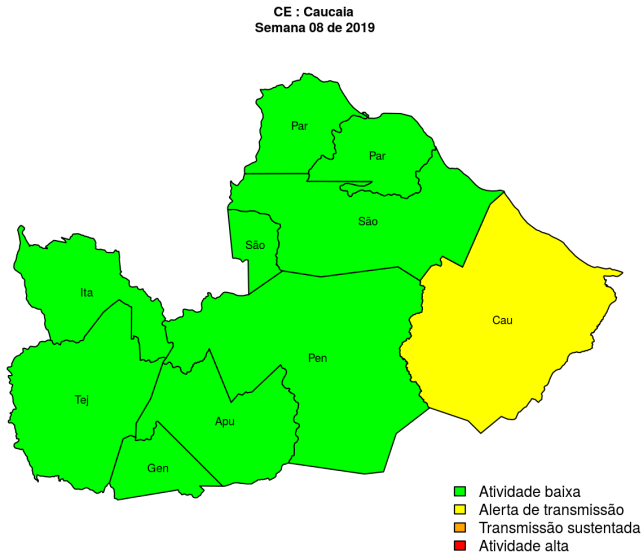 CE : Caucaia
Semana 08 de 2019
Par
Par
São
São
Ita
Cau
Pen
Tej
Apu
Gen
Atividade baixa
Alerta de transmissão
Transmissão sustentada
Atividade alta